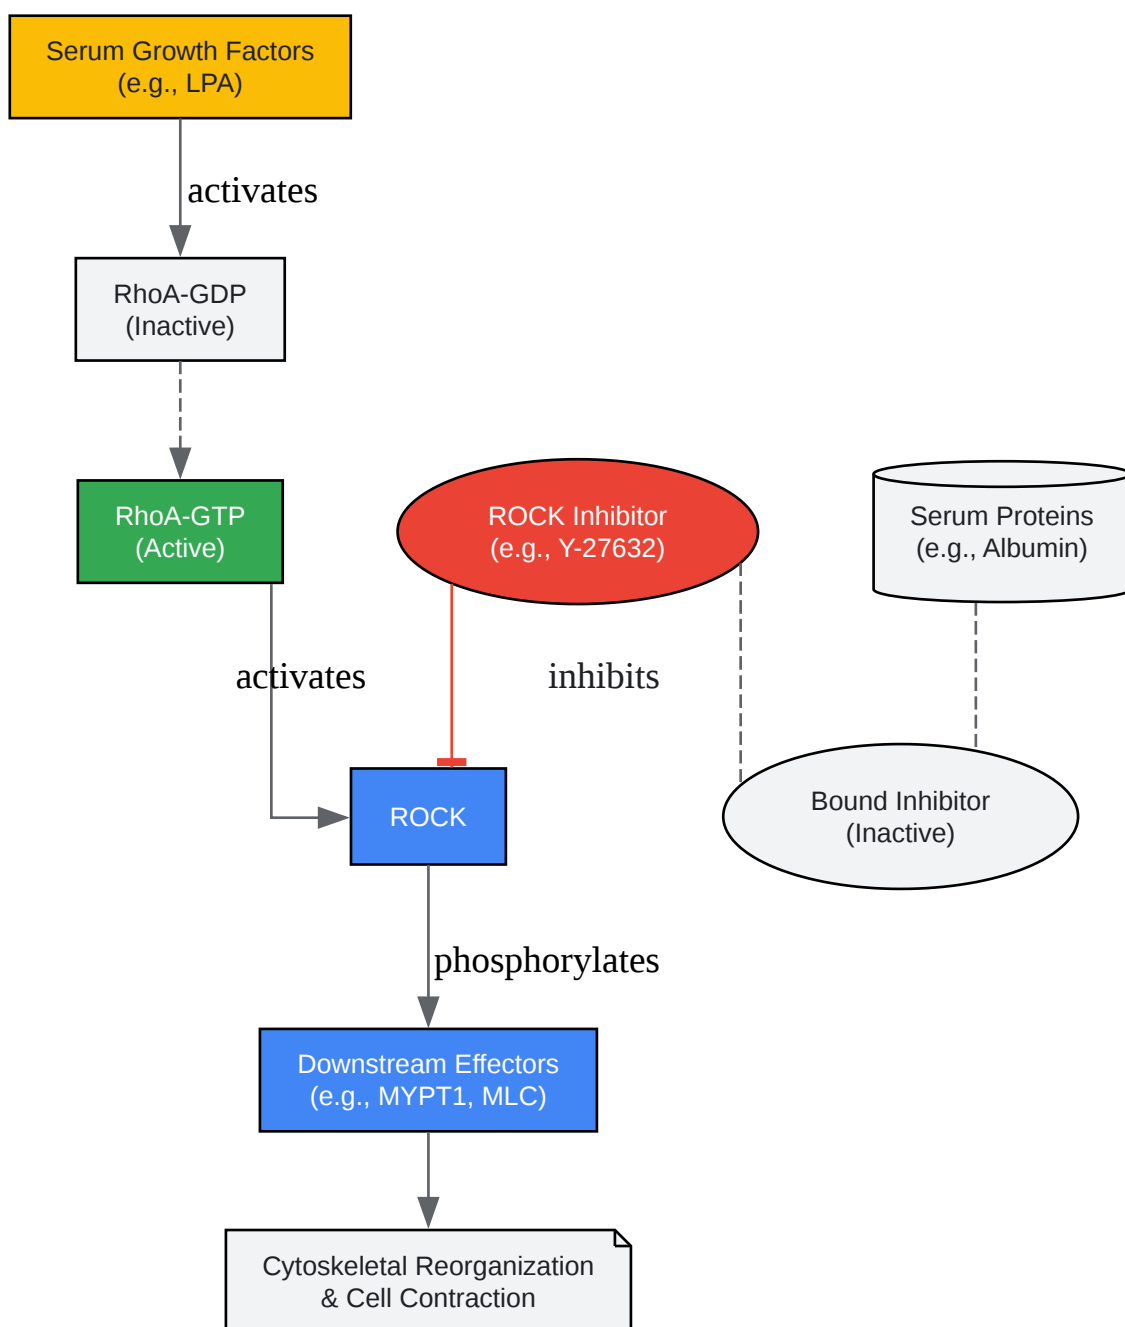 Serum Growth Factors
(e.g., LPA)
activates
RhoA-GDP
(Inactive)
RhoA-GTP
(Active)
ROCK Inhibitor
(e.g., Y-27632)
Serum Proteins
(e.g., Albumin)
activates
inhibits
ROCK
Bound Inhibitor
(Inactive)
phosphorylates
Downstream Effectors
(e.g., MYPT1, MLC)
Cytoskeletal Reorganization
& Cell Contraction